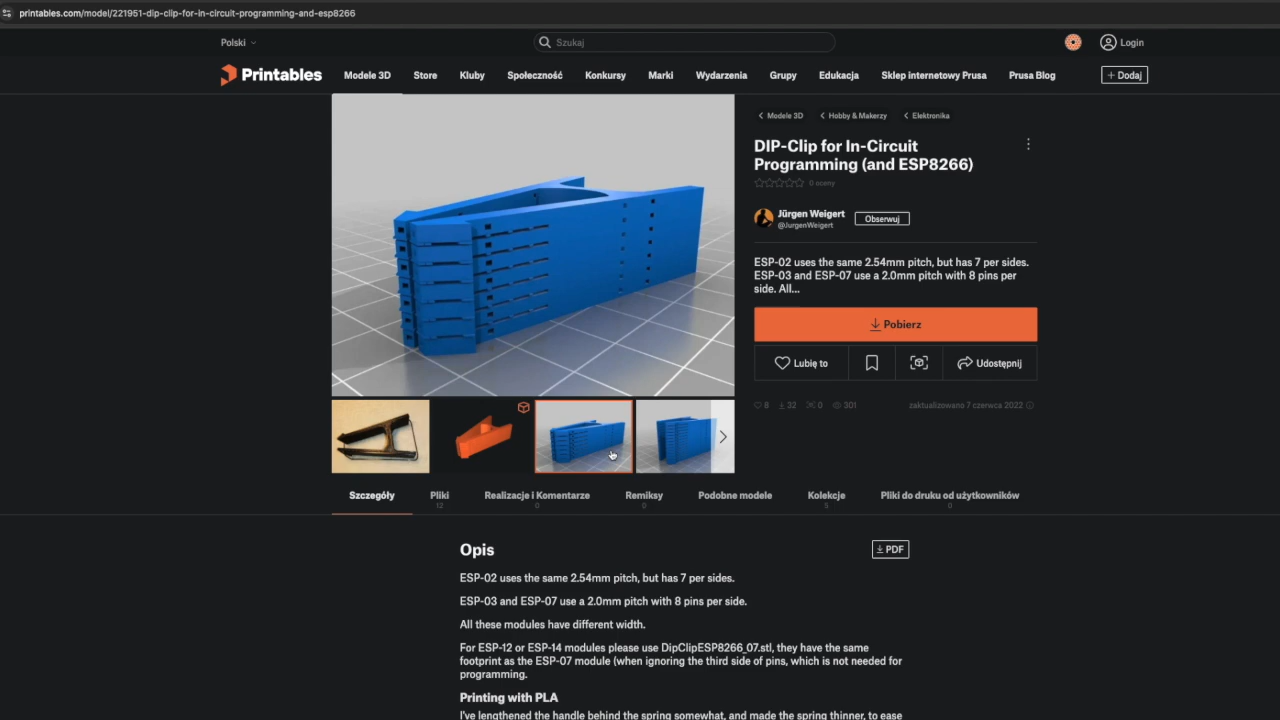 printables.com/model/221951-dip-clip-for-in-circuit-programming-and-esp8266
Polski
Szukaj
Login
Printables
Modele 3D
Store
Kluby
Społeczność
Konkursy
Marki
Wydarzenia
Grupy
Edukacja
Sklep internetowy Prusa
Prusa Blog
+ Dodaj
Modele 3D
Hobby & Makerzy
Elektronika
DIP-Clip for In-Circuit
Programming (and ESP8266)
0 oceny
Jürgen Weigert
@JurgenWeigert
Obserwuj
ESP-02 uses the same 2.54mm pitch, but has 7 per sides.
ESP-03 and ESP-07 use a 2.0mm pitch with 8 pins per
side. All...
Pobierz
Lubię to
Udostępnij
8
32
0
301
zaktualizowano 7 czerwca 2022
Szczegóły
Pliki
12
Realizacje i Komentarze
0
Remiksy
0
Podobne modele
Kolekcje
5
Pliki do druku od użytkowników
0
Opis
PDF
ESP-02 uses the same 2.54mm pitch, but has 7 per sides.
ESP-03 and ESP-07 use a 2.0mm pitch with 8 pins per side.
All these modules have different width.
For ESP-12 or ESP-14 modules please use DipClipESP8266_07.stl, they have the same
footprint as the ESP-07 module (when ignoring the third side of pins, which is not needed for
programming.
Printing with PLA
I've lengthened the handle behind the spring somewhat, and made the spring thinner, to ease